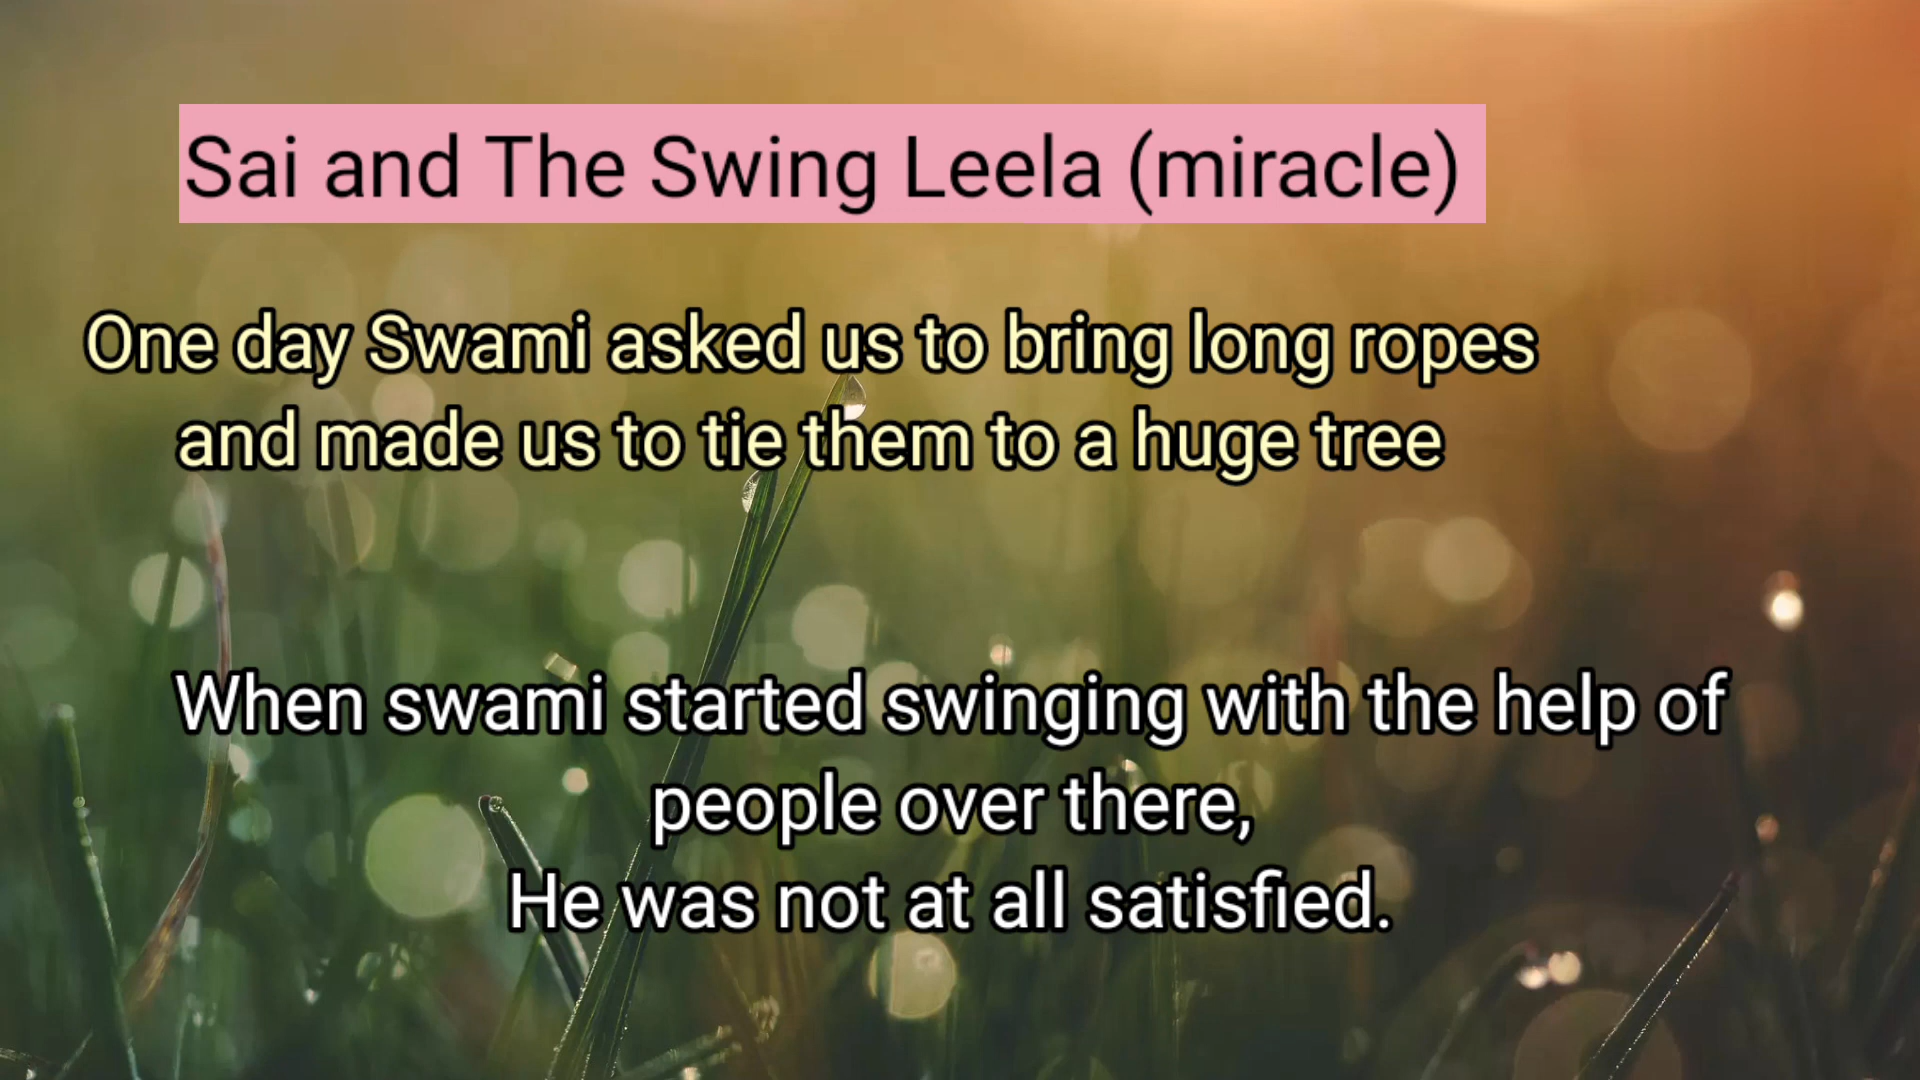 Sai and The Swing Leela (miracle)
One day Swami asked us to bring long ropes
and made us to tie them to a huge tree
When swami started swinging with the help of
people over there,
He was not at all satisfied.